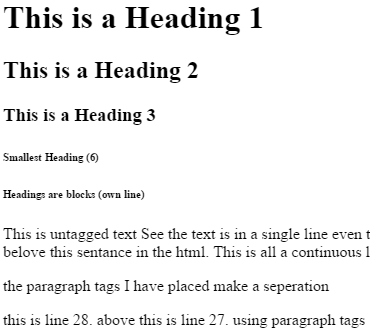 This is a Heading 1
This is a Heading 2
This is a Heading 3
Smallest Heading (6)
Headings are blocks (own line)
This is untagged text See the text is in a single line even t
belove this sentance in the html. This is all a continuous l
the paragraph tags I have placed make a seperation
this is line 28. above this is line 27. using paragraph tags